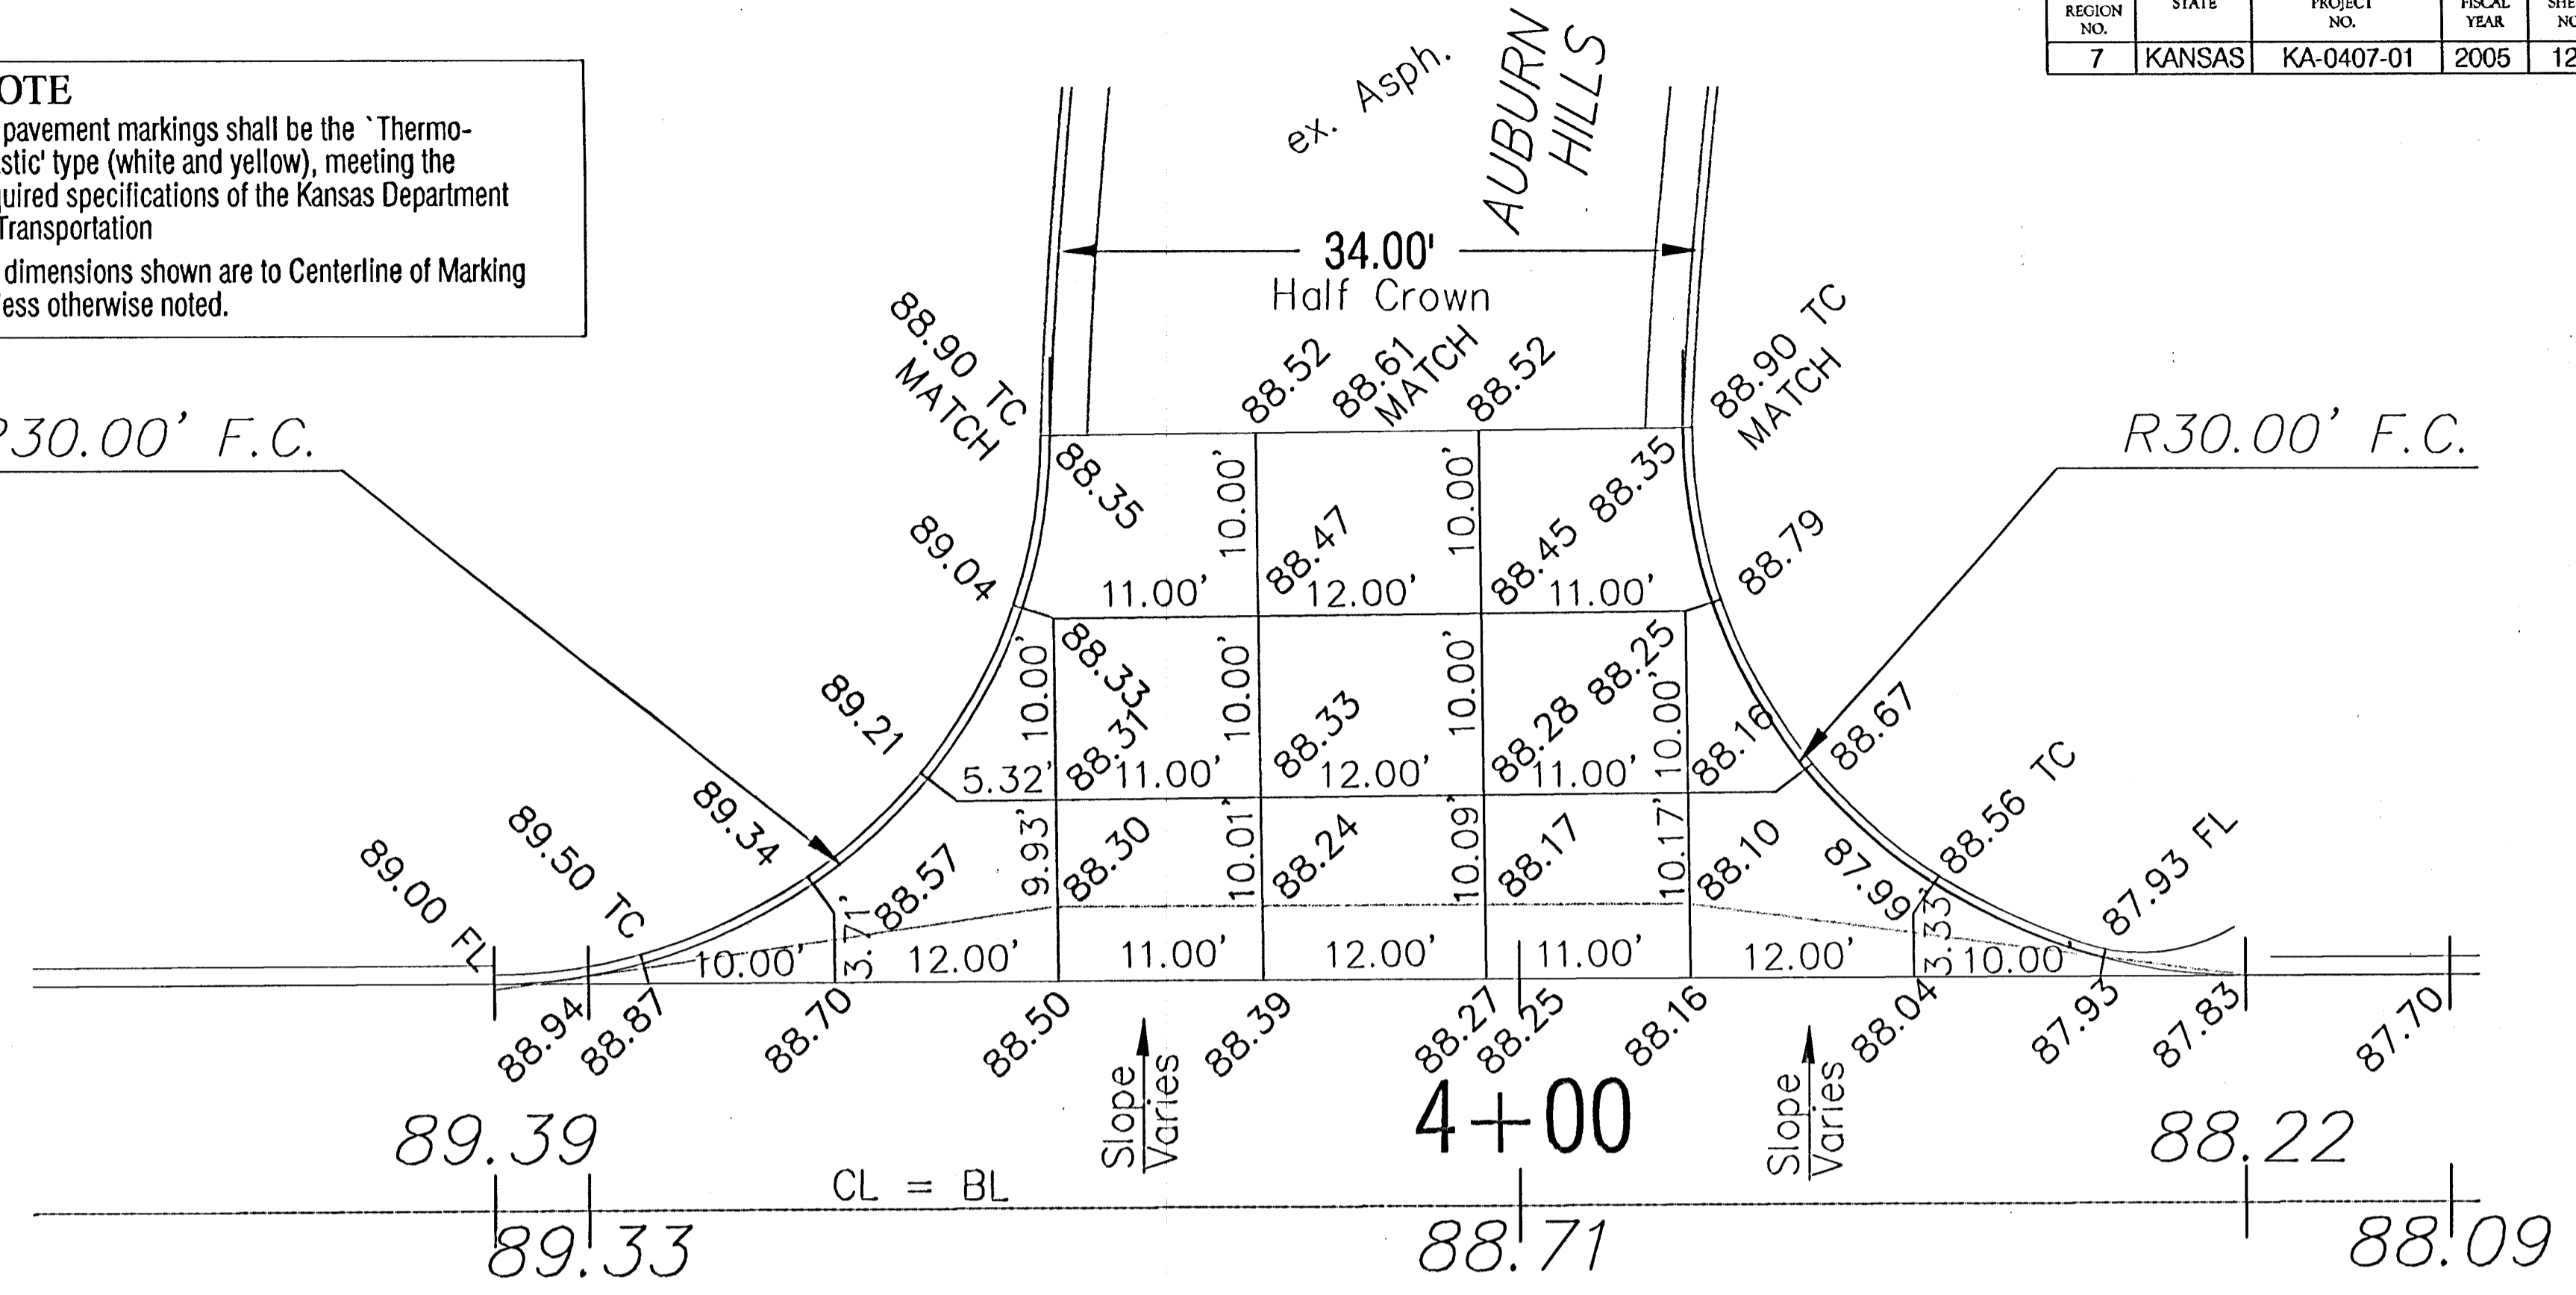 REGION
NO.
STATE
PROJECT
NO.
FISCAL
YEAR
7 KANSAS KA-0407-01 2005 12
OTE
pavement markings shall be the `Thermo-
stic' type (white and yellow), meeting the
uired specifications of the Kansas Department
Transportation
dimensions shown are to Centerline of Marking
ess otherwise noted.
ex. Asph.
AUBURN
HILLS
34.00'
Half Crown
88.90 TC
MATCH
88.52
88.61
MATCH
88.52
88.90 TC
MATCH
R30.00' F.C.
30.00' F.C.
88.35
10.00'
10.00'
88.35
89.04
88.47
88.45
88.79
11.00'
12.00'
11.00'
10.00'
88.33
10.00'
10.00'
88.25
10.00'
89.21
88.31
88.33
88.28
88.16
88.67
5.32'
11.00'
12.00'
11.00'
89.34
9.93'
88.30
10.01'
88.24
10.09'
88.17
10.17'
88.10
87.99
88.56 TC
89.00 FL
89.50 TC
88.57
3.33'
87.93 FL
10.00'
3.77'
12.00'
11.00'
12.00'
11.00'
12.00'
10.00'
88.94
88.87
88.70
88.50
88.39
88.27
88.25
88.16
88.04
87.93
87.83
87.70
Slope
Varies
4+00
Slope
Varies
89.39
88.22
CL = BL
89.33
88.71
88.09